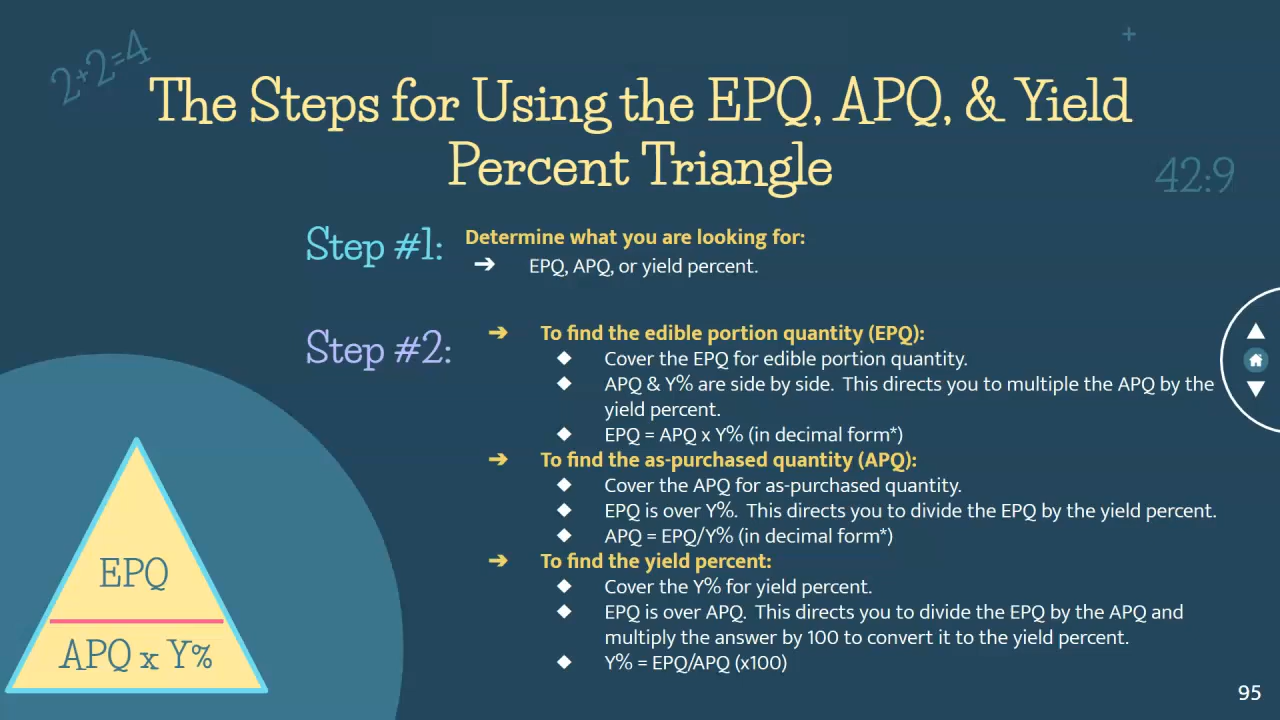 2+2=4
+
The Steps for Using the EPQ, APQ, & Yield
Percent Triangle
42:9
Step #1:
Determine what you are looking for:
➔ EPQ, APQ, or yield percent.
Step #2:
➔ To find the edible portion quantity (EPQ):
◆ Cover the EPQ for edible portion quantity.
◆ APQ & Y% are side by side. This directs you to multiple the APQ by the
yield percent.
◆ EPQ = APQ x Y% (in decimal form*)
➔ To find the as-purchased quantity (APQ):
◆ Cover the APQ for as-purchased quantity.
◆ EPQ is over Y%. This directs you to divide the EPQ by the yield percent.
◆ APQ = EPQ/Y% (in decimal form*)
➔ To find the yield percent:
◆ Cover the Y% for yield percent.
◆ EPQ is over APQ. This directs you to divide the EPQ by the APQ and
multiply the answer by 100 to convert it to the yield percent.
◆ Y% = EPQ/APQ (x100)
EPQ
APQ x Y%
95